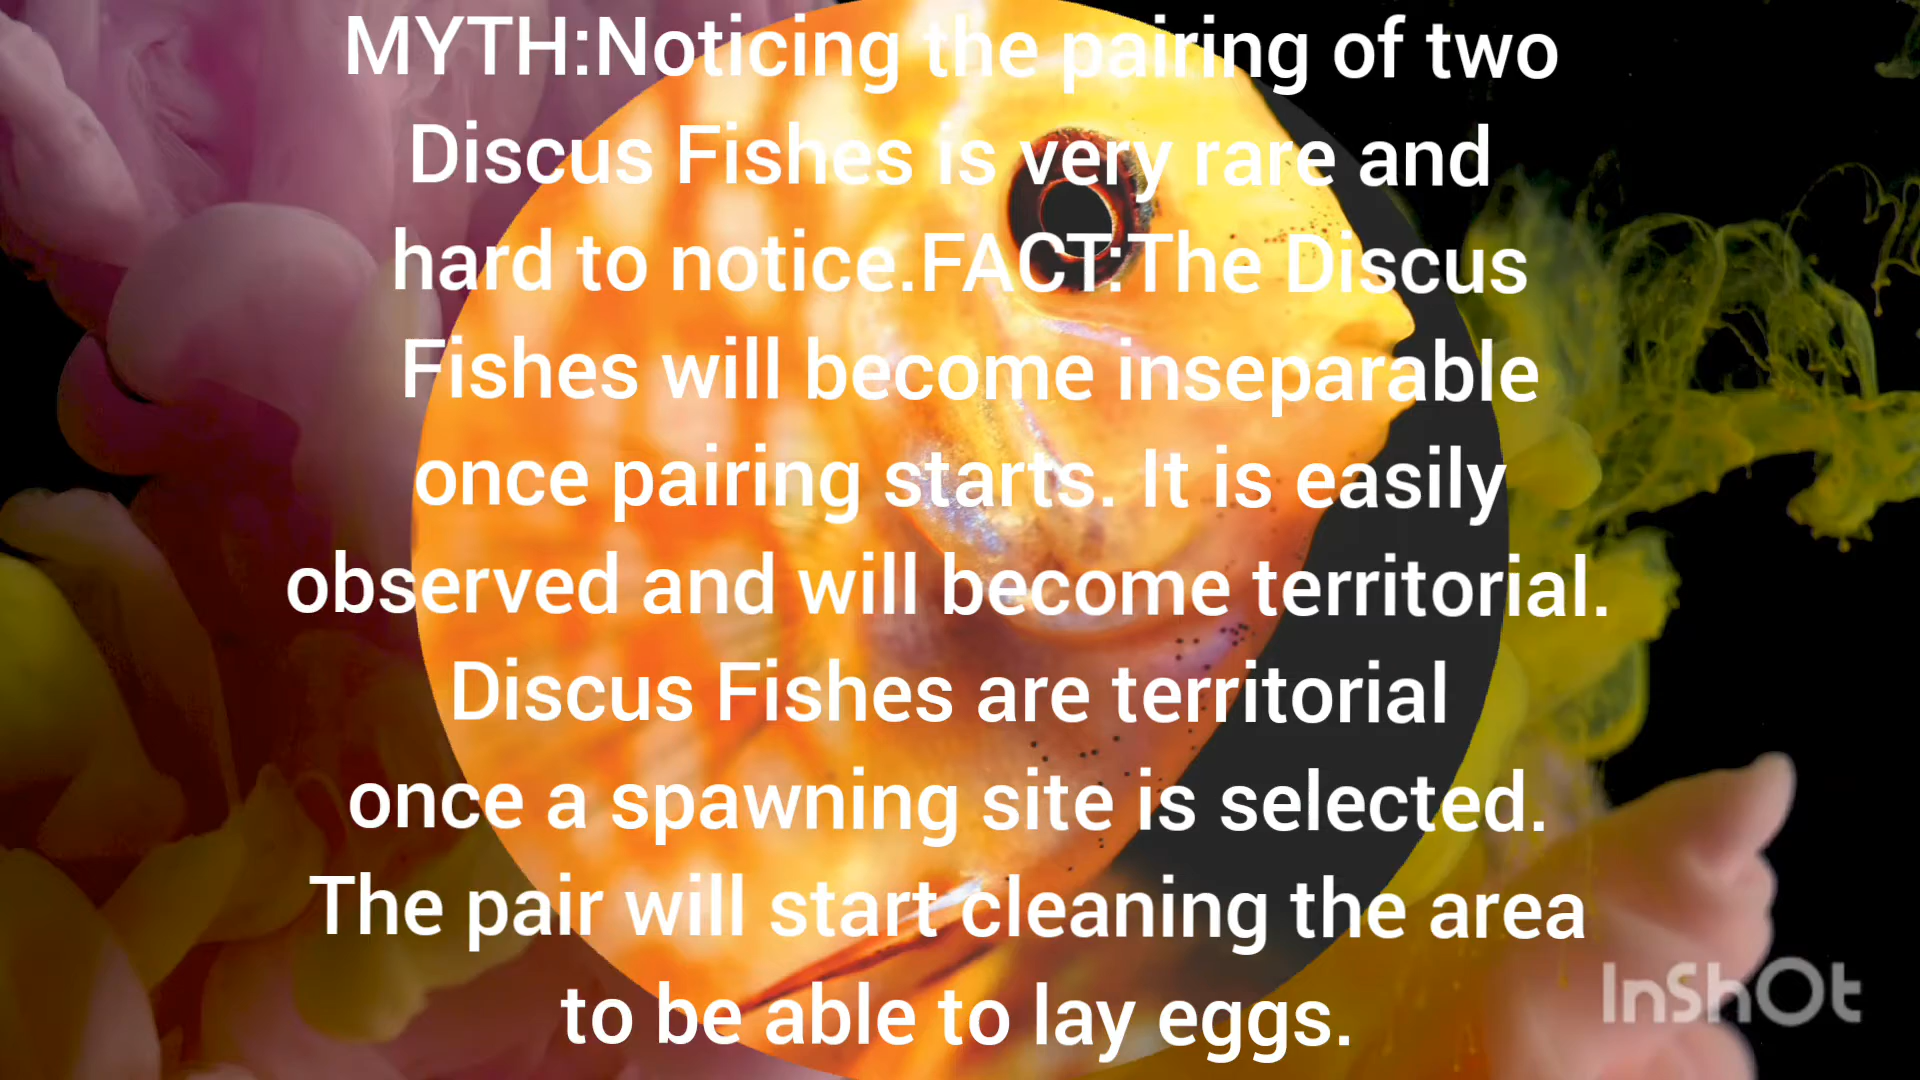 MYTH:Noticing the pairing of two
Discus Fishes is very rare and
hard to notice.FACT:The Discus
Fishes will become inseparable
once pairing starts. It is easily
observed and will become territorial.
Discus Fishes are territorial
once a spawning site is selected.
The pair will start cleaning the area
to be able to lay eggs.
InShOt